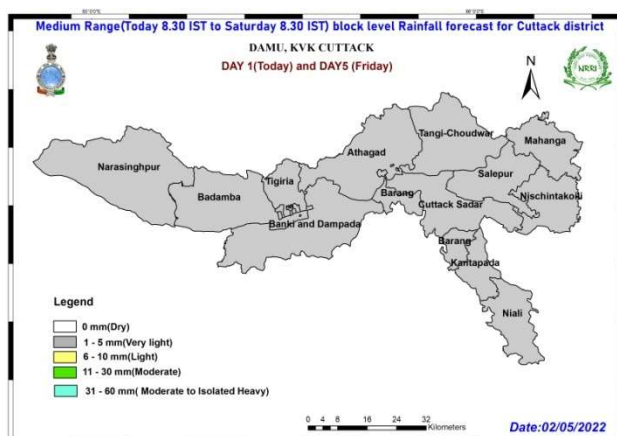 Medium Range(Today 8.30 IST to Saturday 8.30 IST) block level Rainfall forecast for Cuttack district
DAMU, KVK CUTTACK
DAY 1(Today) and DAY5 (Friday)
NRRI
N
Tangi-Choudwar
Mahanga
Athagad
Narasinghpur
Salepur
Tigiria
Badamba
Barang
Nischintakoili
Cuttack Sadar
Banki and Dampada
Barang
Kantapada
Niali
Legend
0 mm(Dry)
1 - 5 mm(Very light)
6 - 10 mm(Light)
11 - 30 mm(Moderate)
31 - 60 mm( Moderate to Isolated Heavy)
0 4 8 16 24 32
Kilometers
Date:02/05/2022